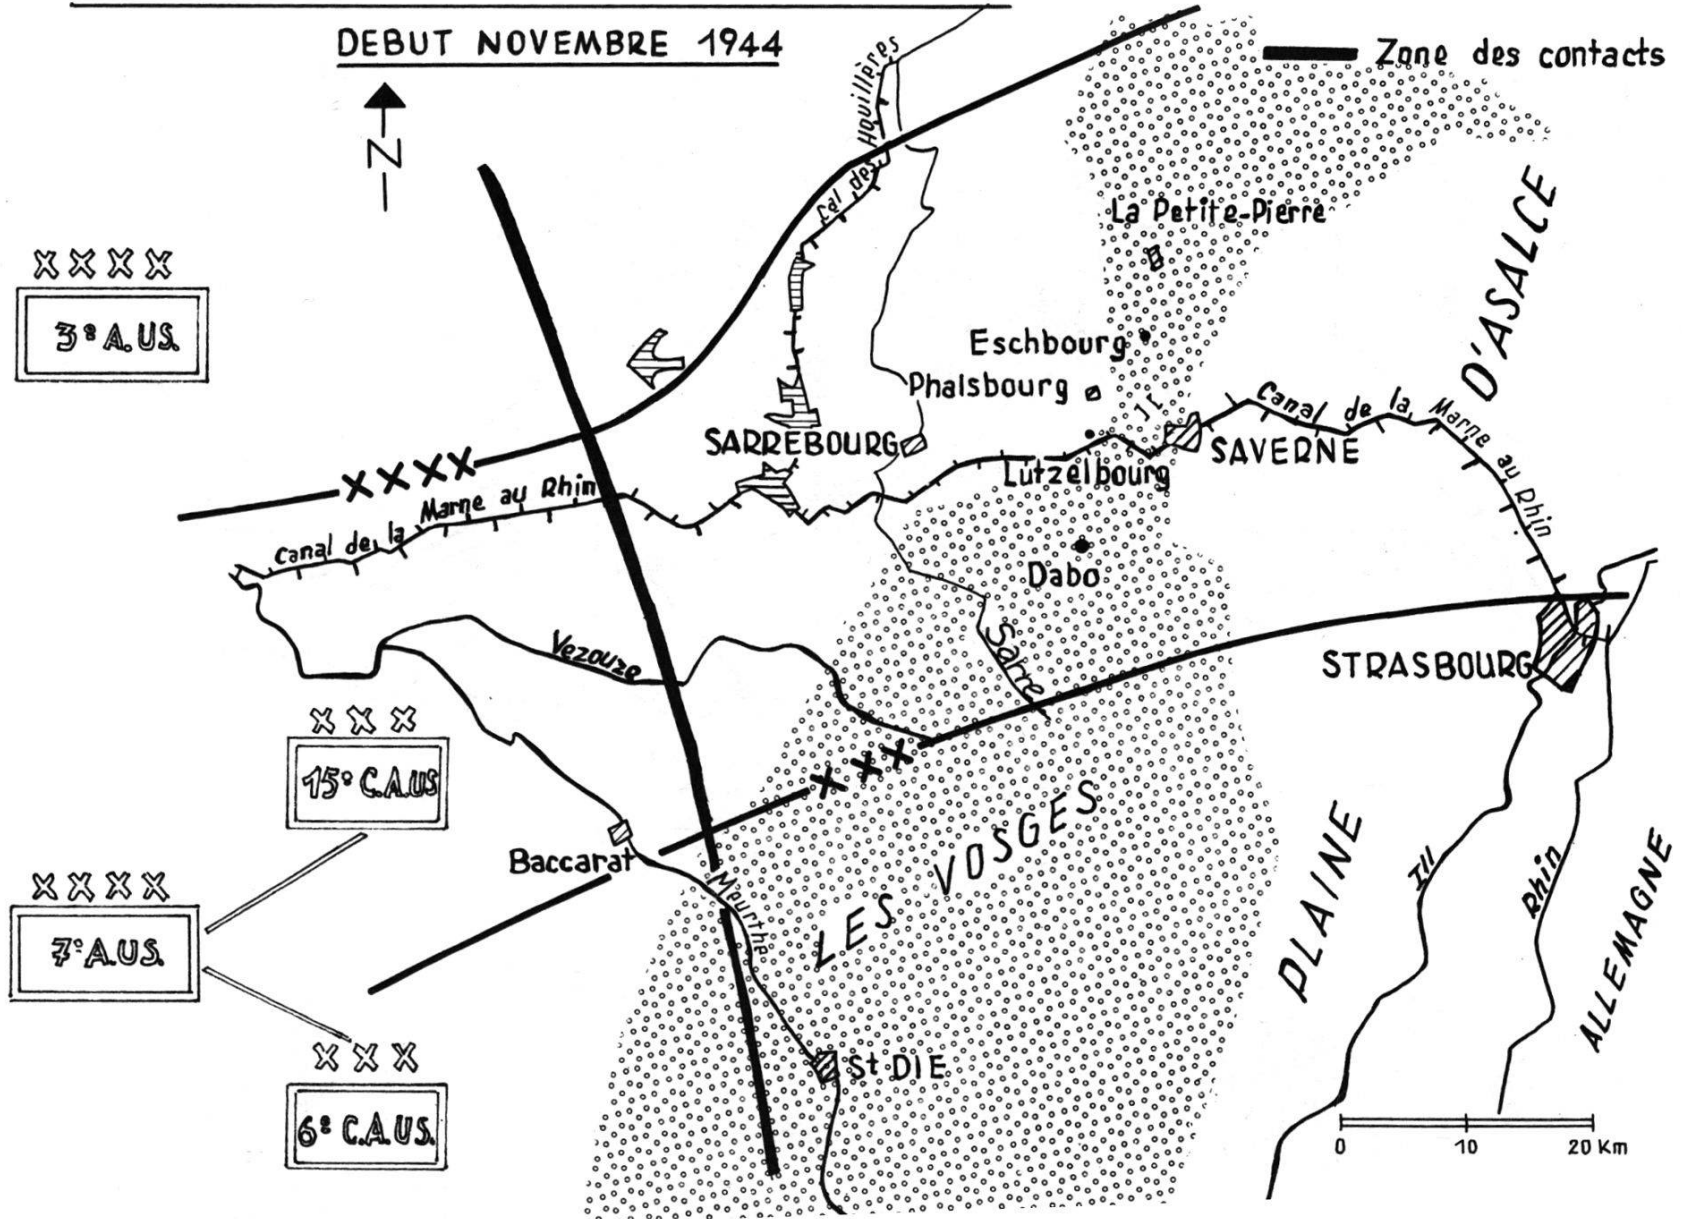 DEBUT NOVEMBRE 1944
Zone des contacts
N
Cal des Houillères
La Petite-Pierre
XXXX
3e A. US.
Eschbourg
Phalsbourg
PLAINE D'ASALCE
SARREBOURG
SAVERNE
Canal de la Marne au Rhin
XXXX
Canal de la Marne au Rhin
Lutzelbourg
Dabo
Sarre
Vezouze
STRASBOURG
XXX
15e C.A.US
XXX
LES VOSGES
Baccarat
Meurthe
XXXX
7e A.US.
Ill
Rhin
ALLEMAGNE
XXX
6e C.A.US.
St DIE
0 10 20 Km